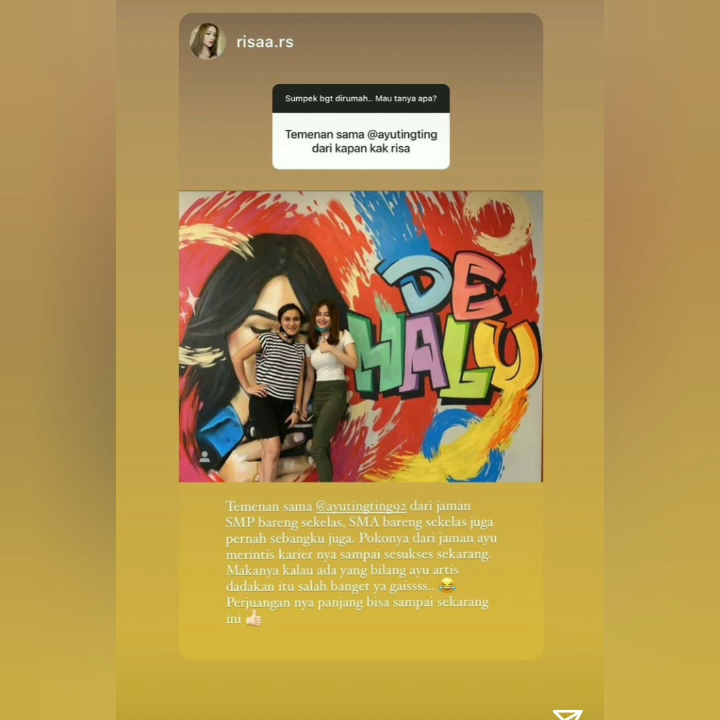 risaa.rs
Sumpek bgt dirumah.. Mau tanya apa?
Temenan sama @ayutingting
dari kapan kak risa
DE
WALU
Temenan sama @ayutingting92 dari jaman
SMP bareng sekelas, SMA bareng sekelas juga
pernah sebangku juga. Pokonya dari jaman ayu
merintis karier nya sampai sesukses sekarang.
Makanya kalau ada yang bilang ayu artis
dadakan itu salah banget ya gaissss.. 😂
Perjuangan nya panjang bisa sampai sekarang
ini 👍🏻